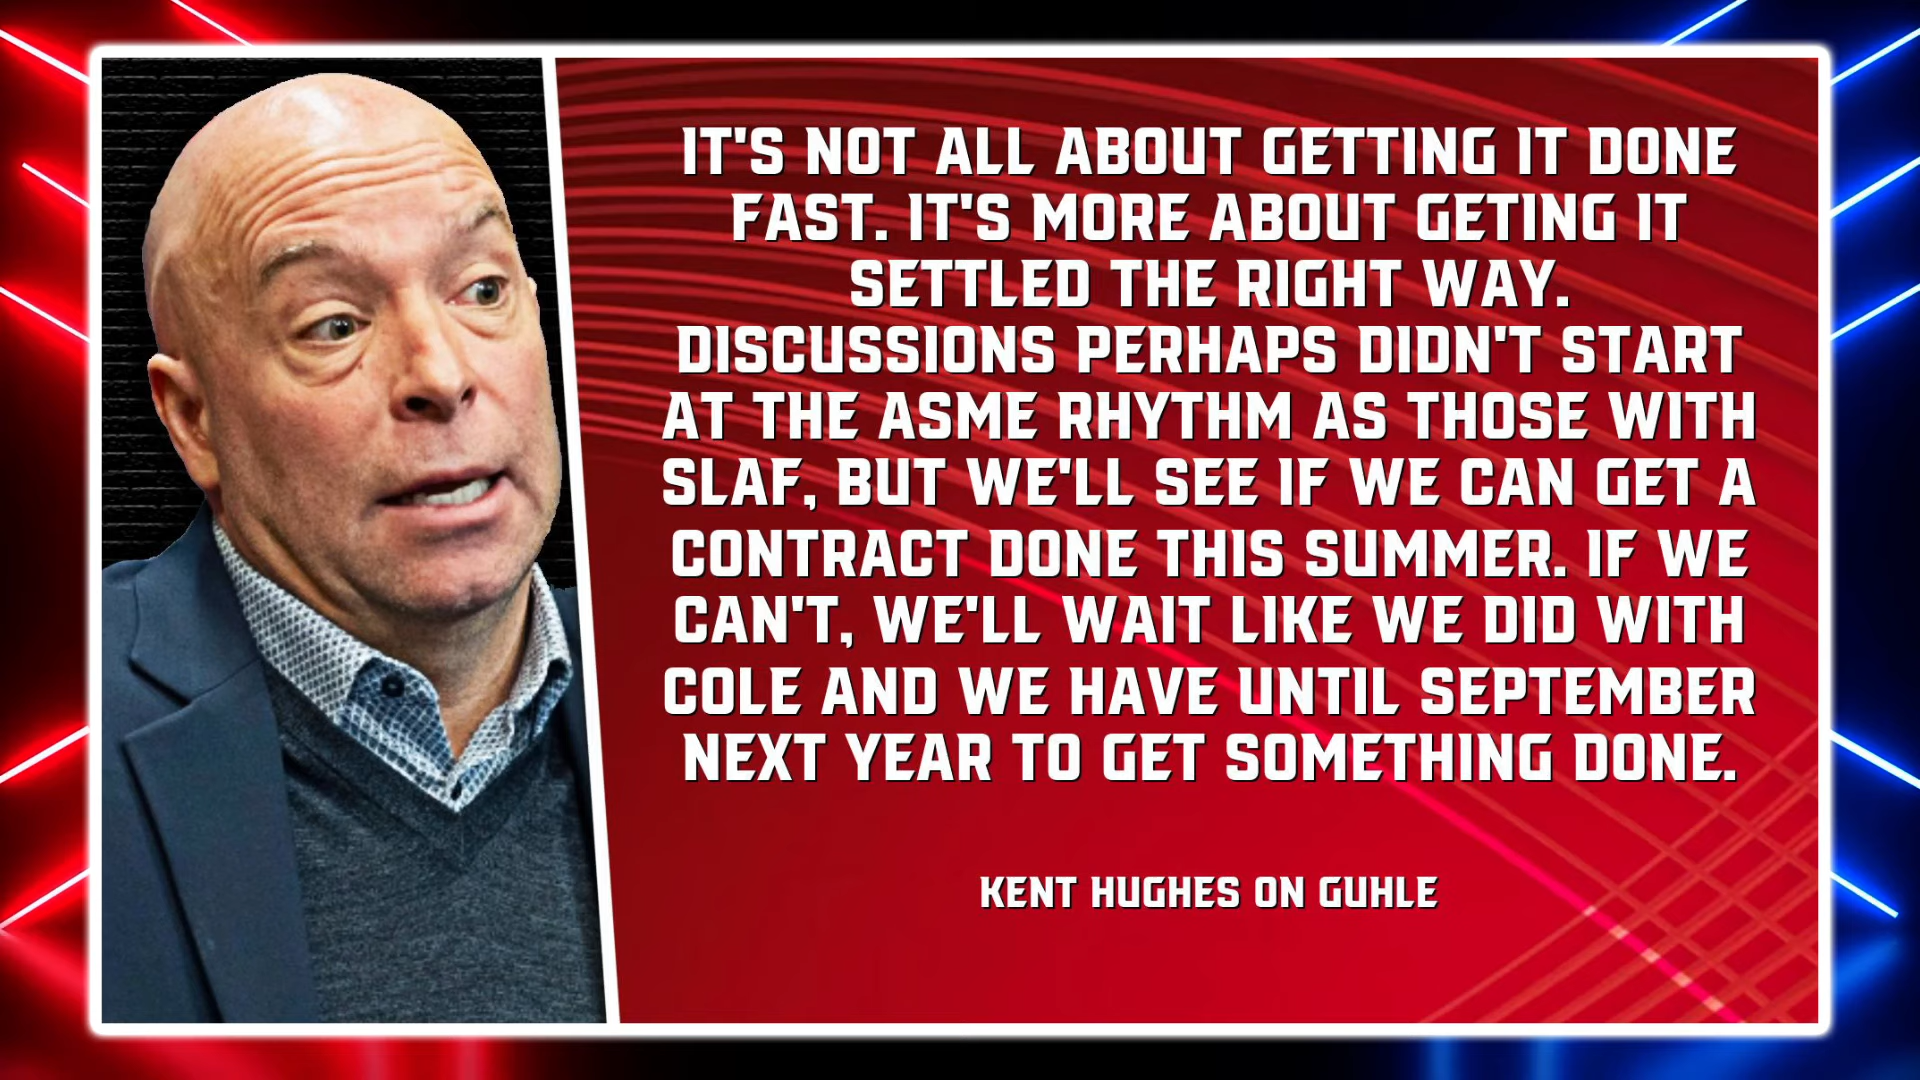 IT'S NOT ALL ABOUT GETTING IT DONE
FAST. IT'S MORE ABOUT GETING IT
SETTLED THE RIGHT WAY.
DISCUSSIONS PERHAPS DIDN'T START
AT THE ASME RHYTHM AS THOSE WITH
SLAF, BUT WE'LL SEE IF WE CAN GET A
CONTRACT DONE THIS SUMMER. IF WE
CAN'T, WE'LL WAIT LIKE WE DID WITH
COLE AND WE HAVE UNTIL SEPTEMBER
NEXT YEAR TO GET SOMETHING DONE.
KENT HUGHES ON GUHLE